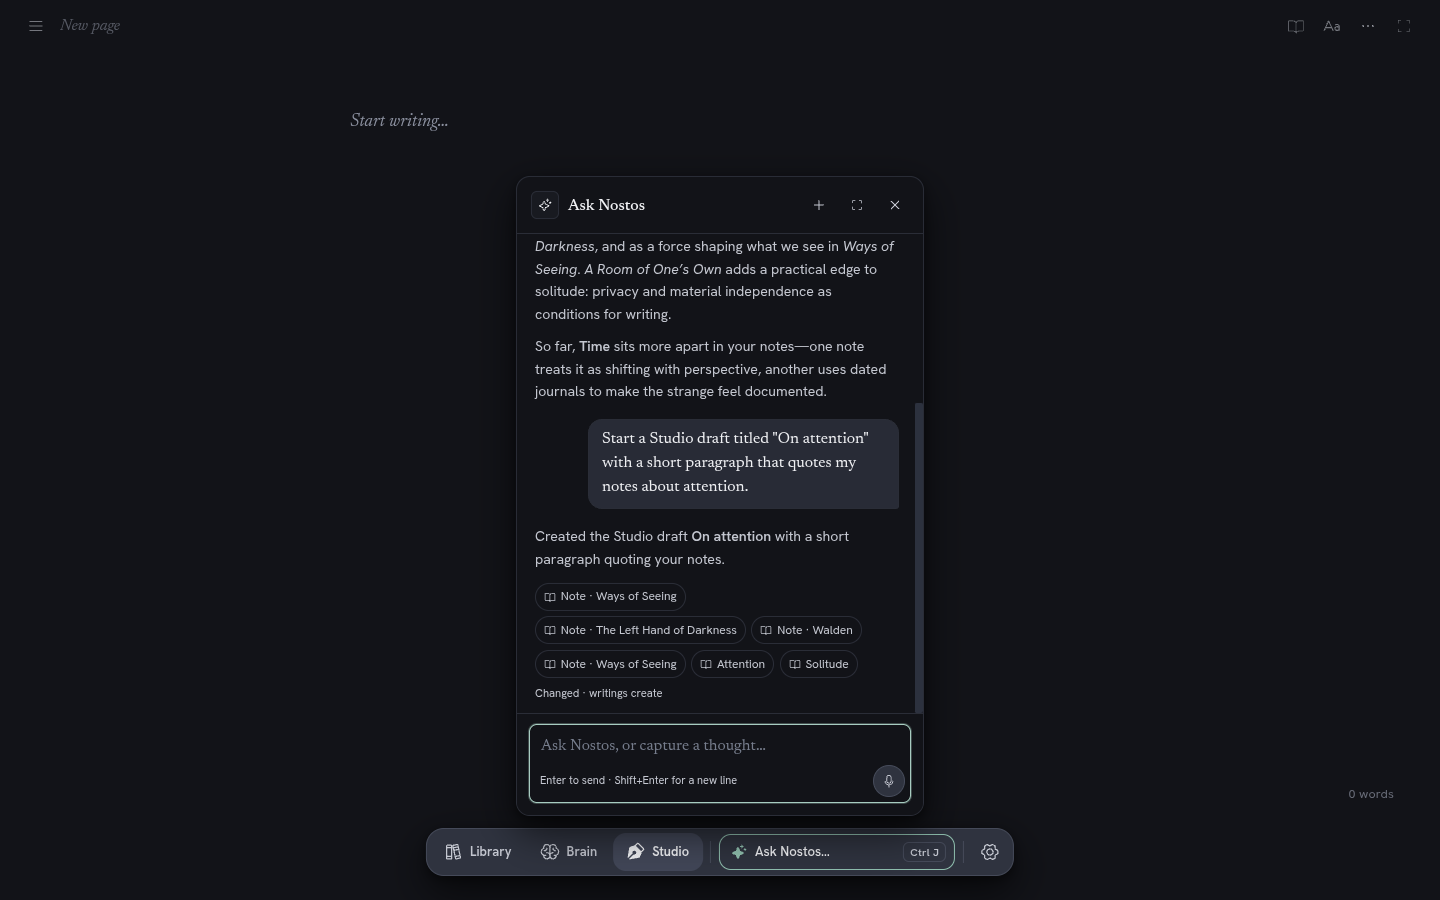 New page
Aa
Start writing...
Ask Nostos
Darkness, and as a force shaping what we see in Ways of
Seeing. A Room of One’s Own adds a practical edge to
solitude: privacy and material independence as
conditions for writing.
So far, Time sits more apart in your notes—one note
treats it as shifting with perspective, another uses dated
journals to make the strange feel documented.
Start a Studio draft titled "On attention"
with a short paragraph that quotes my
notes about attention.
Created the Studio draft On attention with a short
paragraph quoting your notes.
Note · Ways of Seeing
Note · The Left Hand of Darkness
Note · Walden
Note · Ways of Seeing
Attention
Solitude
Changed · writings create
Ask Nostos, or capture a thought...
Enter to send · Shift+Enter for a new line
0 words
Library
Brain
Studio
Ask Nostos...
Ctrl J